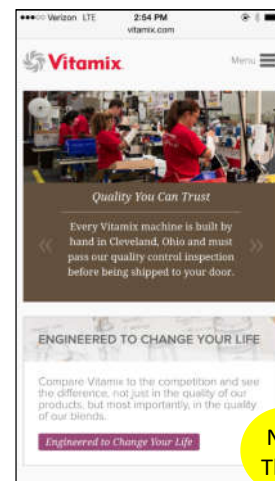 Verizon LTE 2:54 PM
vitamix.com
Vitamix
Menu
Quality You Can Trust
Every Vitamix machine is built by
hand in Cleveland, Ohio and must
pass our quality control inspection
before being shipped to your door.
ENGINEERED TO CHANGE YOUR LIFE
Compare Vitamix to the competition and see
the difference, not just in the quality of our
products, but most importantly, in the quality
of our blends.
Engineered to Change Your Life